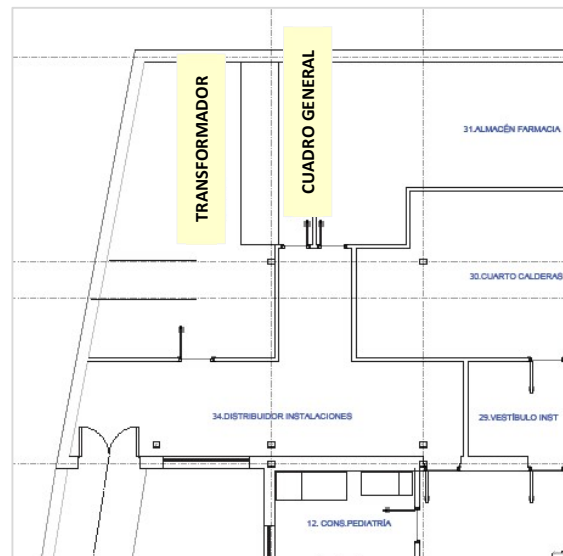 TRANSFORMADOR
CUADRO GENERAL
31.ALMACÉN FARMACIA
30.CUARTO CALDERAS
34.DISTRIBUIDOR INSTALACIONES
29.VESTÍBULO INST
12. CONS.PEDIATRÍA